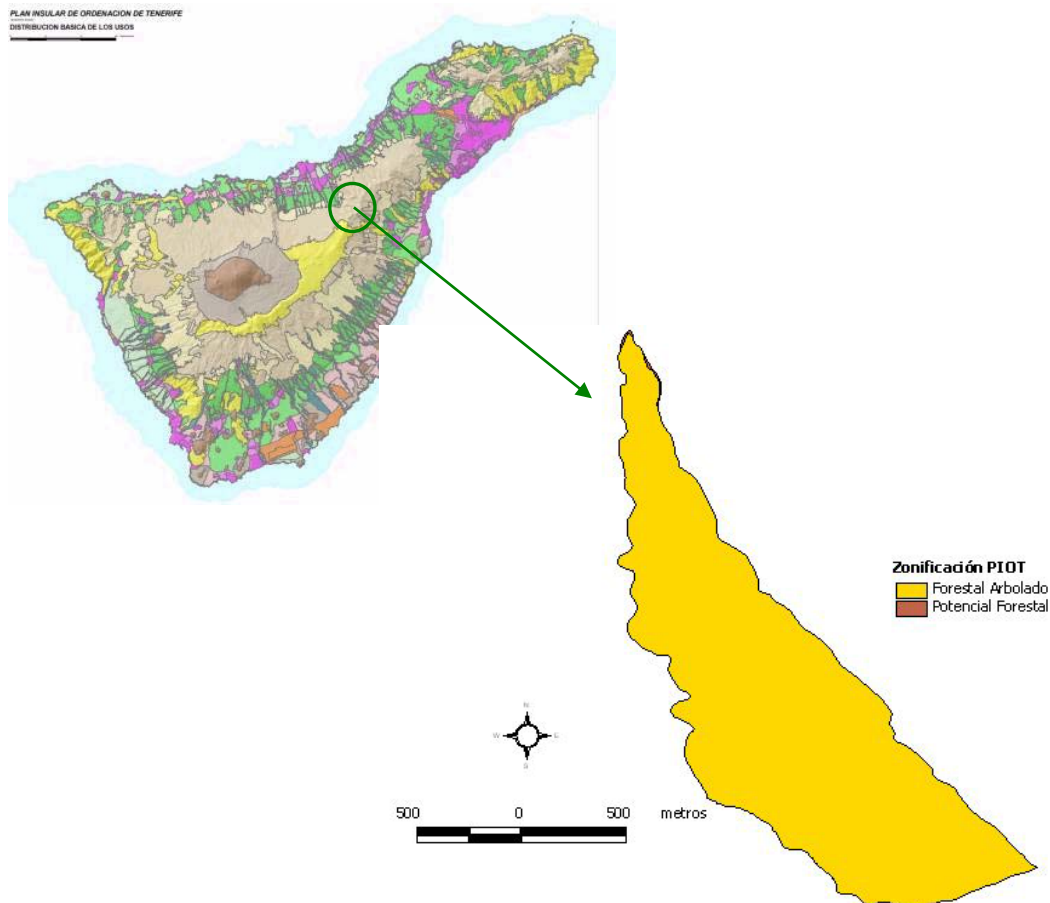 PLAN INSULAR DE ORDENACION DE TENERIFE
DISTRIBUCION BASICA DE LOS USOS
Zonificación PIOT
Forestal Arbolado
Potencial Forestal
N
W E
S
500 0 500 metros